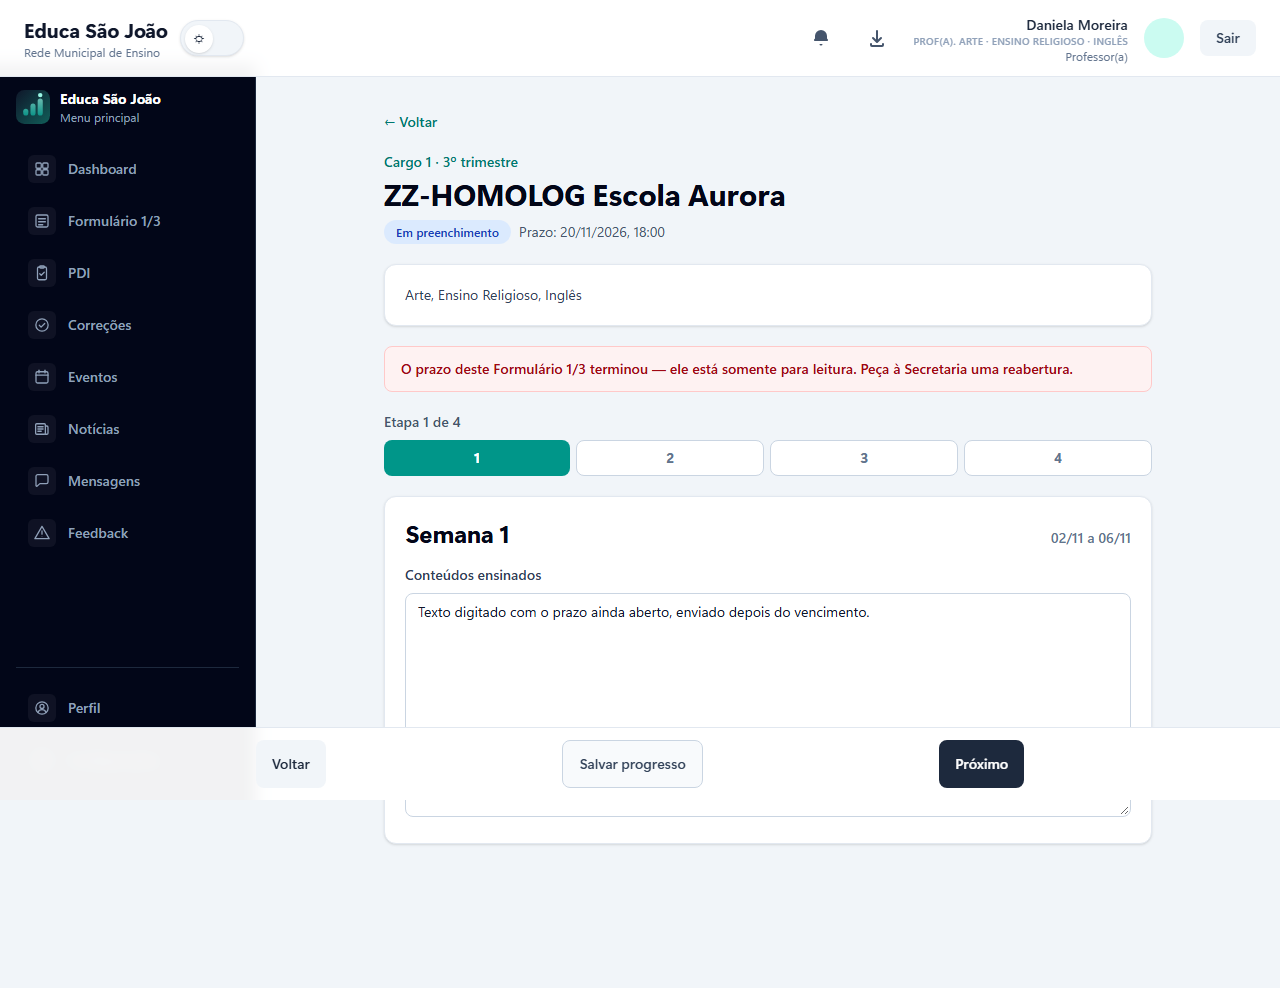 Educa São João
Rede Municipal de Ensino
Daniela Moreira
PROF(A). ARTE · ENSINO RELIGIOSO · INGLÊS
Professor(a)
Sair
Educa São João
Menu principal
Dashboard
Formulário 1/3
PDI
Correções
Eventos
Notícias
Mensagens
Feedback
Perfil
← Voltar
Cargo 1 · 3º trimestre
ZZ-HOMOLOG Escola Aurora
Em preenchimento Prazo: 20/11/2026, 18:00
Arte, Ensino Religioso, Inglês
O prazo deste Formulário 1/3 terminou — ele está somente para leitura. Peça à Secretaria uma reabertura.
Etapa 1 de 4
1 2 3 4
Semana 1 02/11 a 06/11
Conteúdos ensinados
Texto digitado com o prazo ainda aberto, enviado depois do vencimento.
Voltar Salvar progresso Próximo